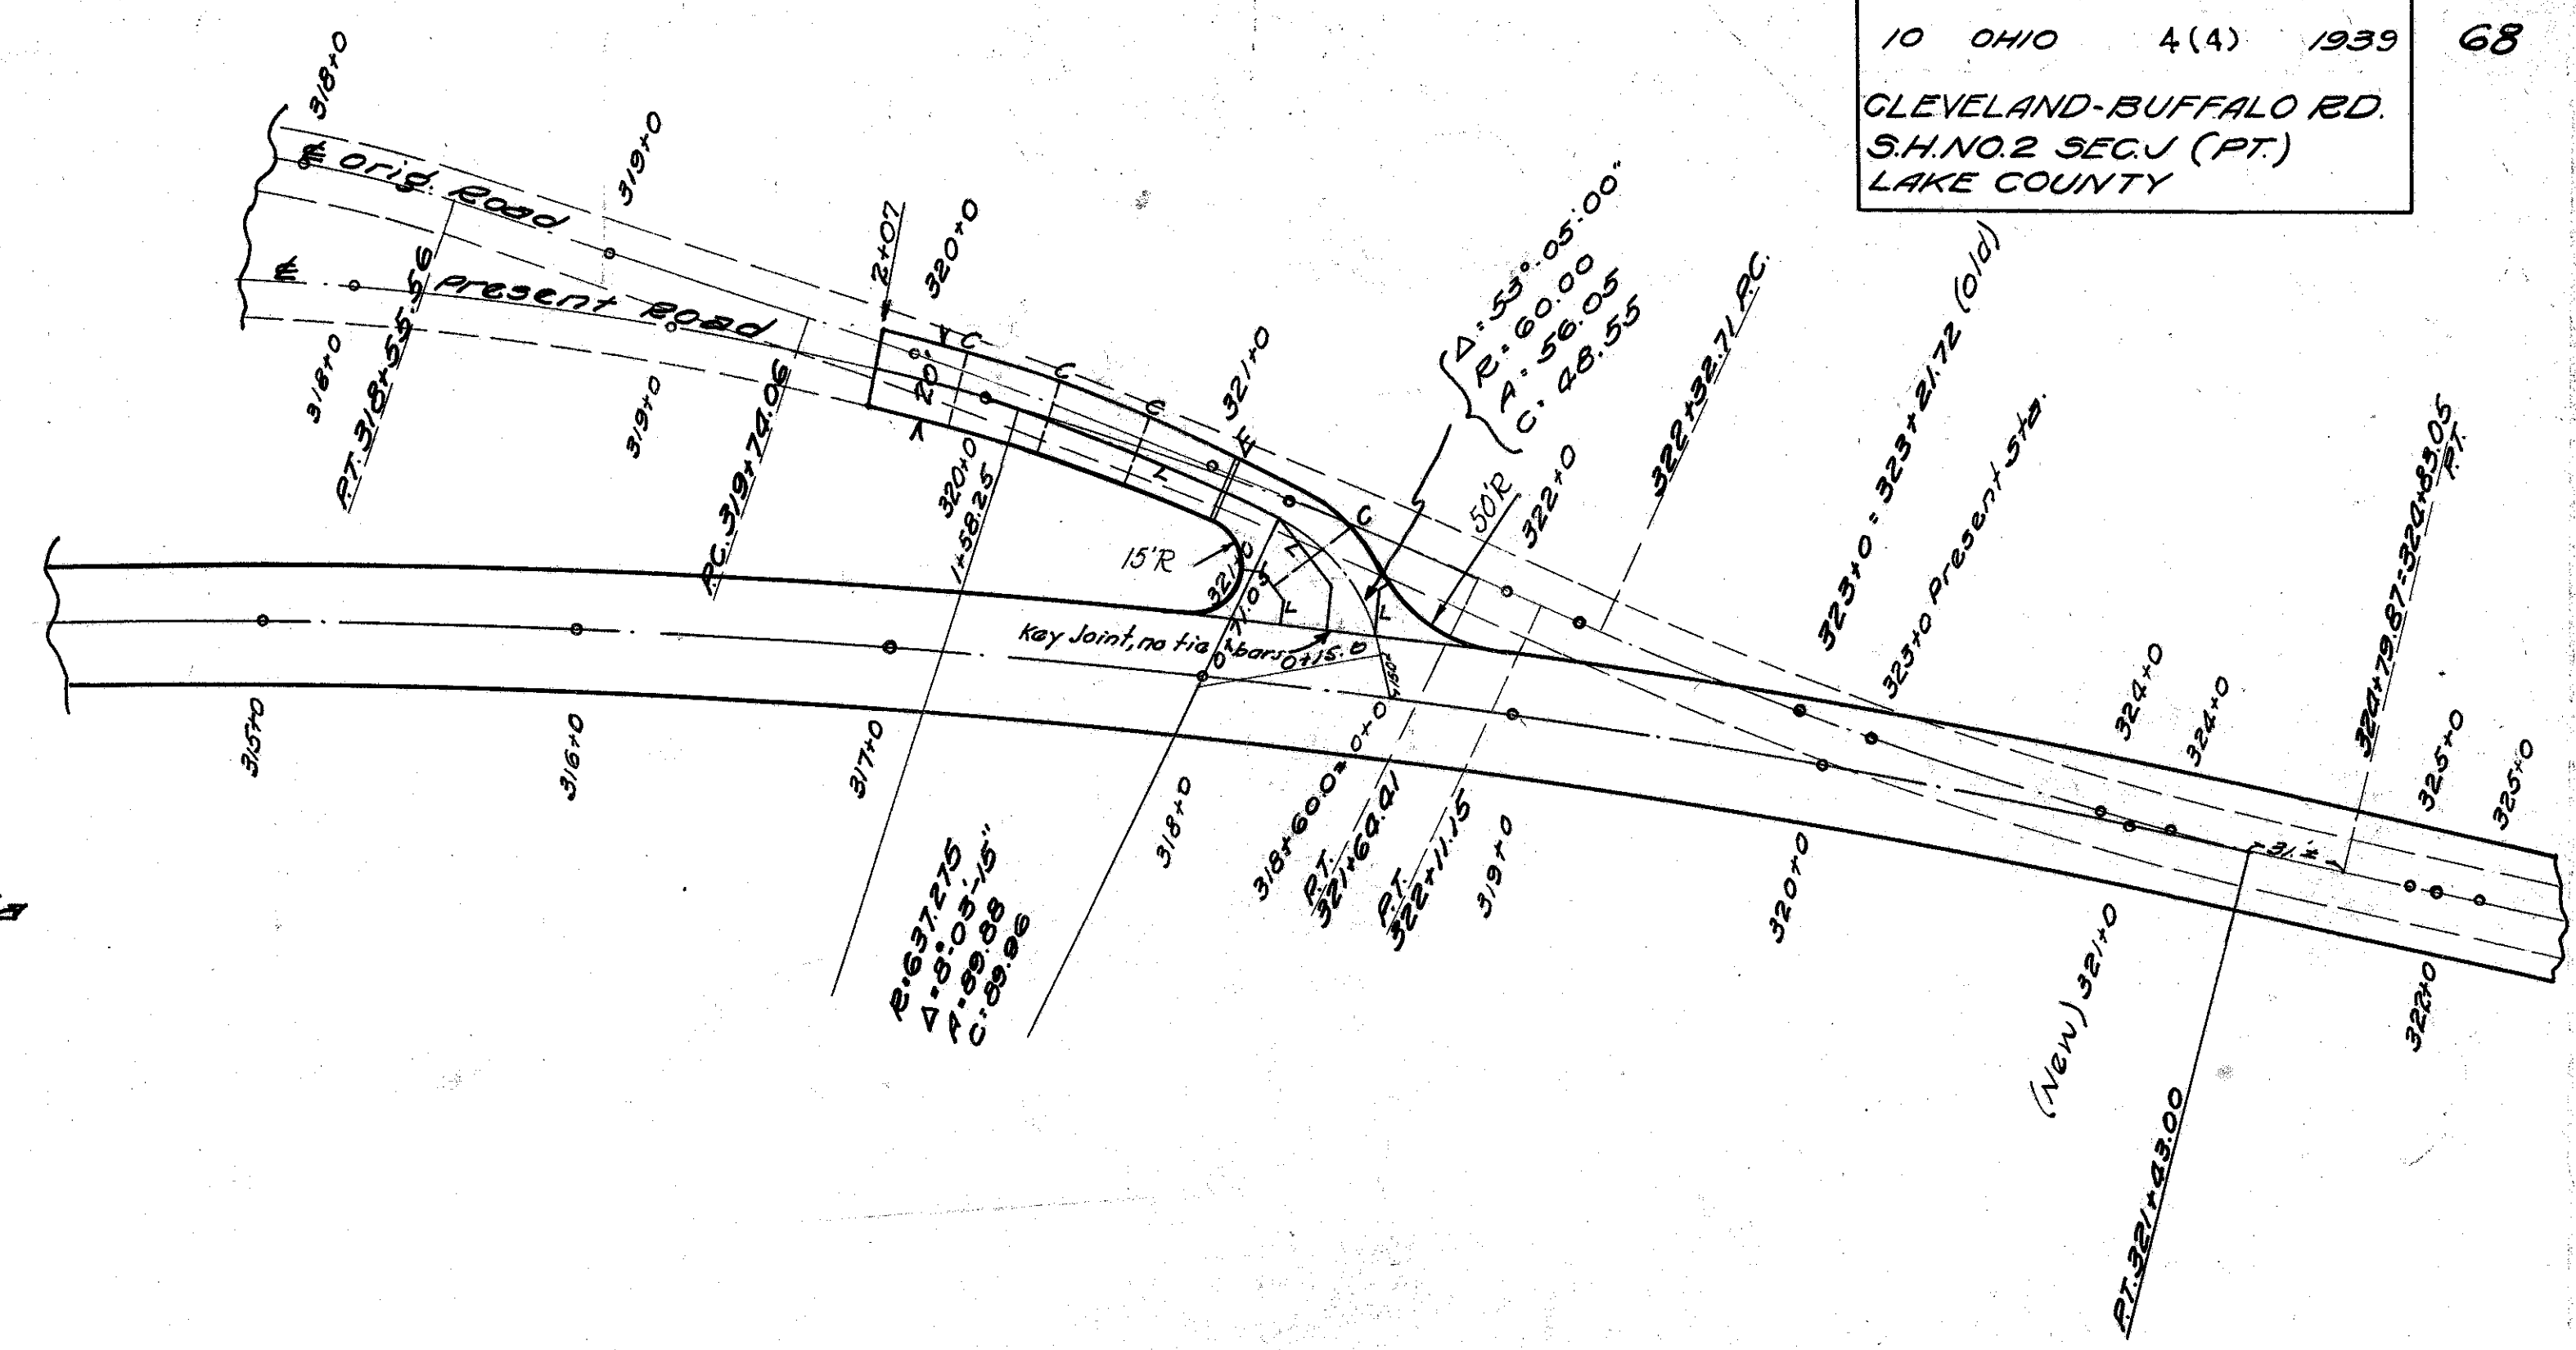 10 OHIO 4(4) 1939
68
CLEVELAND-BUFFALO RD.
S.H.NO.2 SEC.J (PT.)
LAKE COUNTY
318+0
319+0
℄ Orig. Road
℄ present Road
2+07
320+0
321+0
318+0
P.T. 318+55.56
319+0
P.C. 319+74.06
320+0
1+58.25
20'
C
C
C
E
C
L
L
L
L
Δ=53°-05'-00"
R=60.00
A=56.05
C=48.55
50'R
322+0
322+32.71 P.C.
323+0=323+21.72 (Old)
323+0 Present Sta.
324+0
324+0
324+79.87=324+83.05
P.T.
325+0
325+0
15'R
321+0
0+71.05
Key Joint, no tie bars
0+15.0
15.0'
31.'±
315+0
316+0
317+0
318+0
318+60.0=0+0
P.T.
321+64.41
P.T.
322+11.15
319+0
320+0
(New) 321+0
322+0
R=637.275
Δ=8°-03'-15"
A=89.88
C=89.86
P.T. 321+43.00